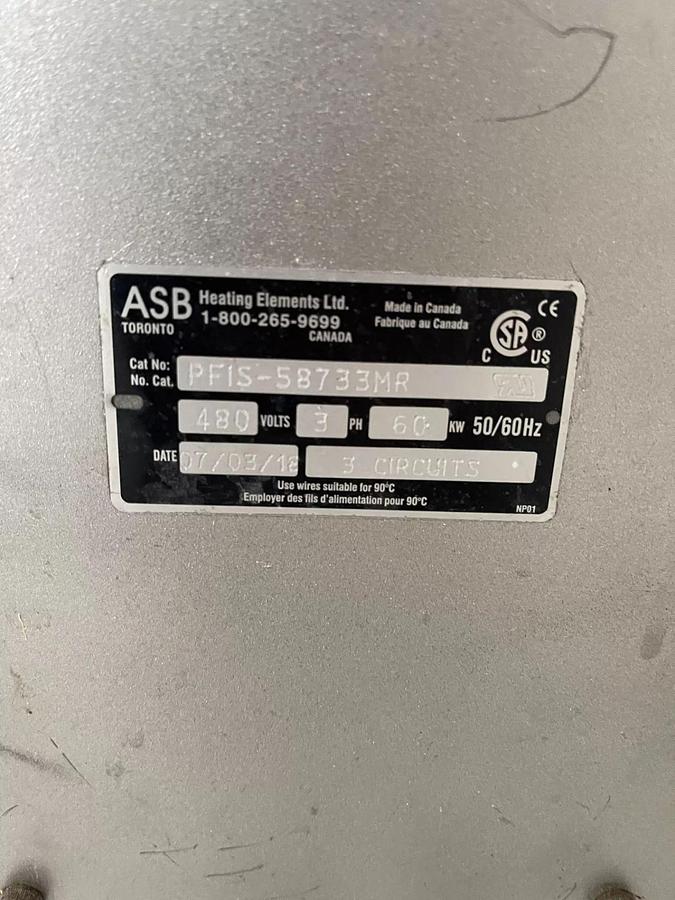 ASB Heating Elements Ltd.
TORONTO 1-800-265-9699
CANADA
Made in Canada
Fabrique au Canada
CE
C SA ® US
Cat No: PF1S-58733MR
No. Cat.
480 VOLTS 3 PH 60 KW 50/60Hz
DATE 07/03/18 3 CIRCUITS
Use wires suitable for 90°C
Employer des fils d'alimentation pour 90°C
NP01